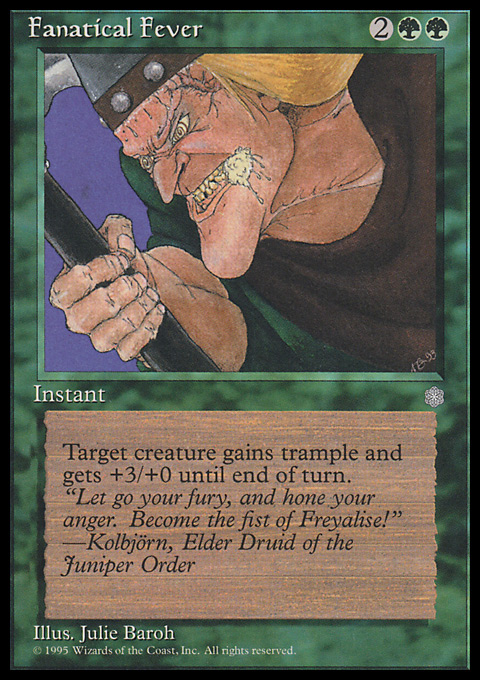 Fanatical Fever 2
Instant
Target creature gains trample and
gets +3/+0 until end of turn.
"Let go your fury, and hone your
anger. Become the fist of Freyalise!"
—Kolbjörn, Elder Druid of the
Juniper Order
Illus. Julie Baroh
© 1995 Wizards of the Coast, Inc. All rights reserved.